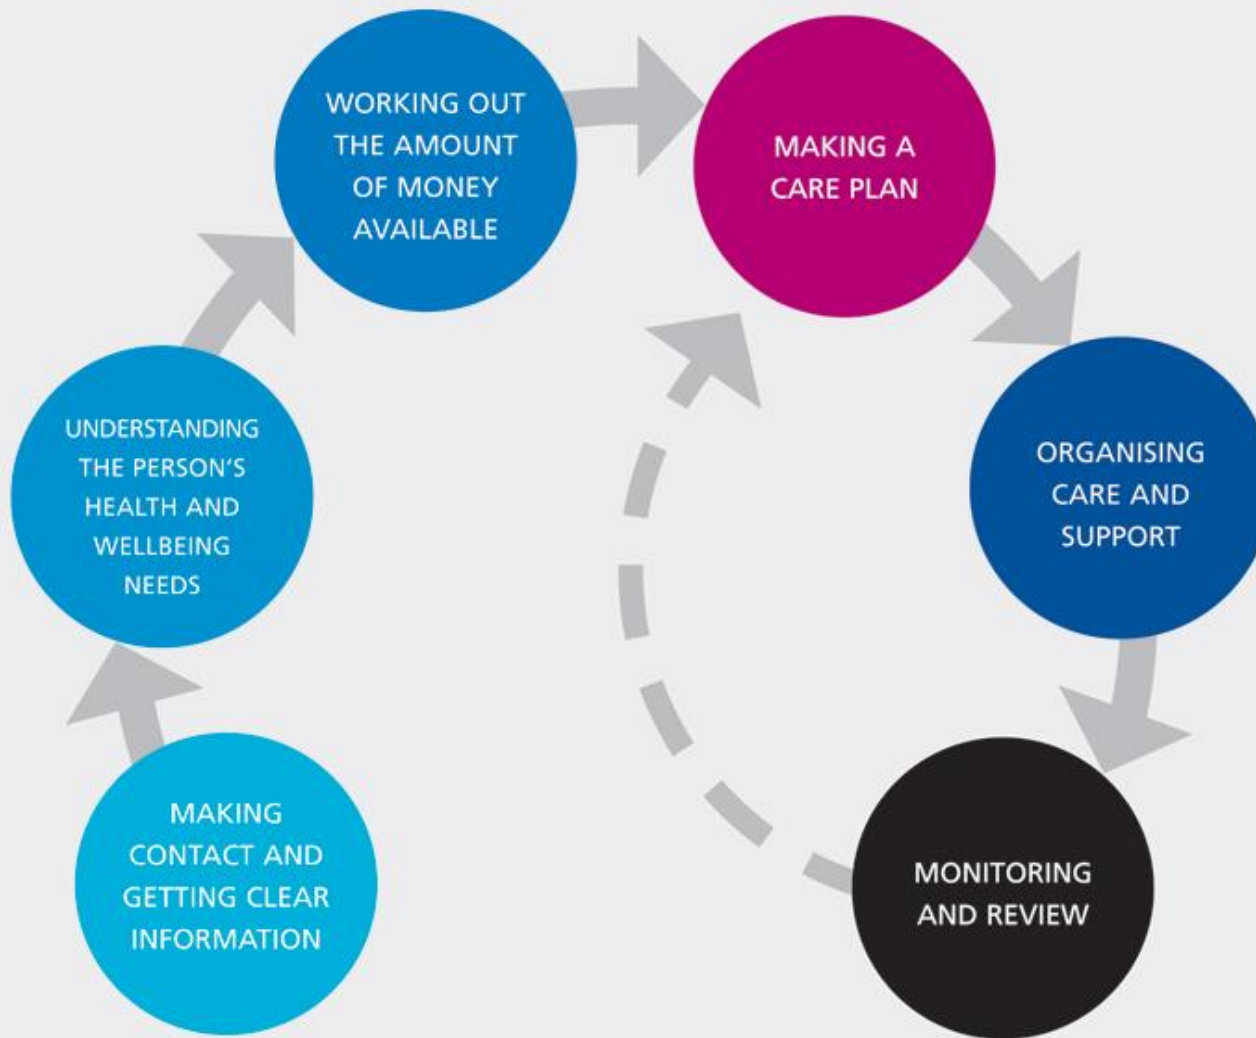 MAKING
CONTACT AND
GETTING CLEAR
INFORMATION
UNDERSTANDING
THE PERSON'S
HEALTH AND
WELLBEING
NEEDS
WORKING OUT
THE AMOUNT
OF MONEY
AVAILABLE
MAKING A
CARE PLAN
ORGANISING
CARE AND
SUPPORT
MONITORING
AND REVIEW